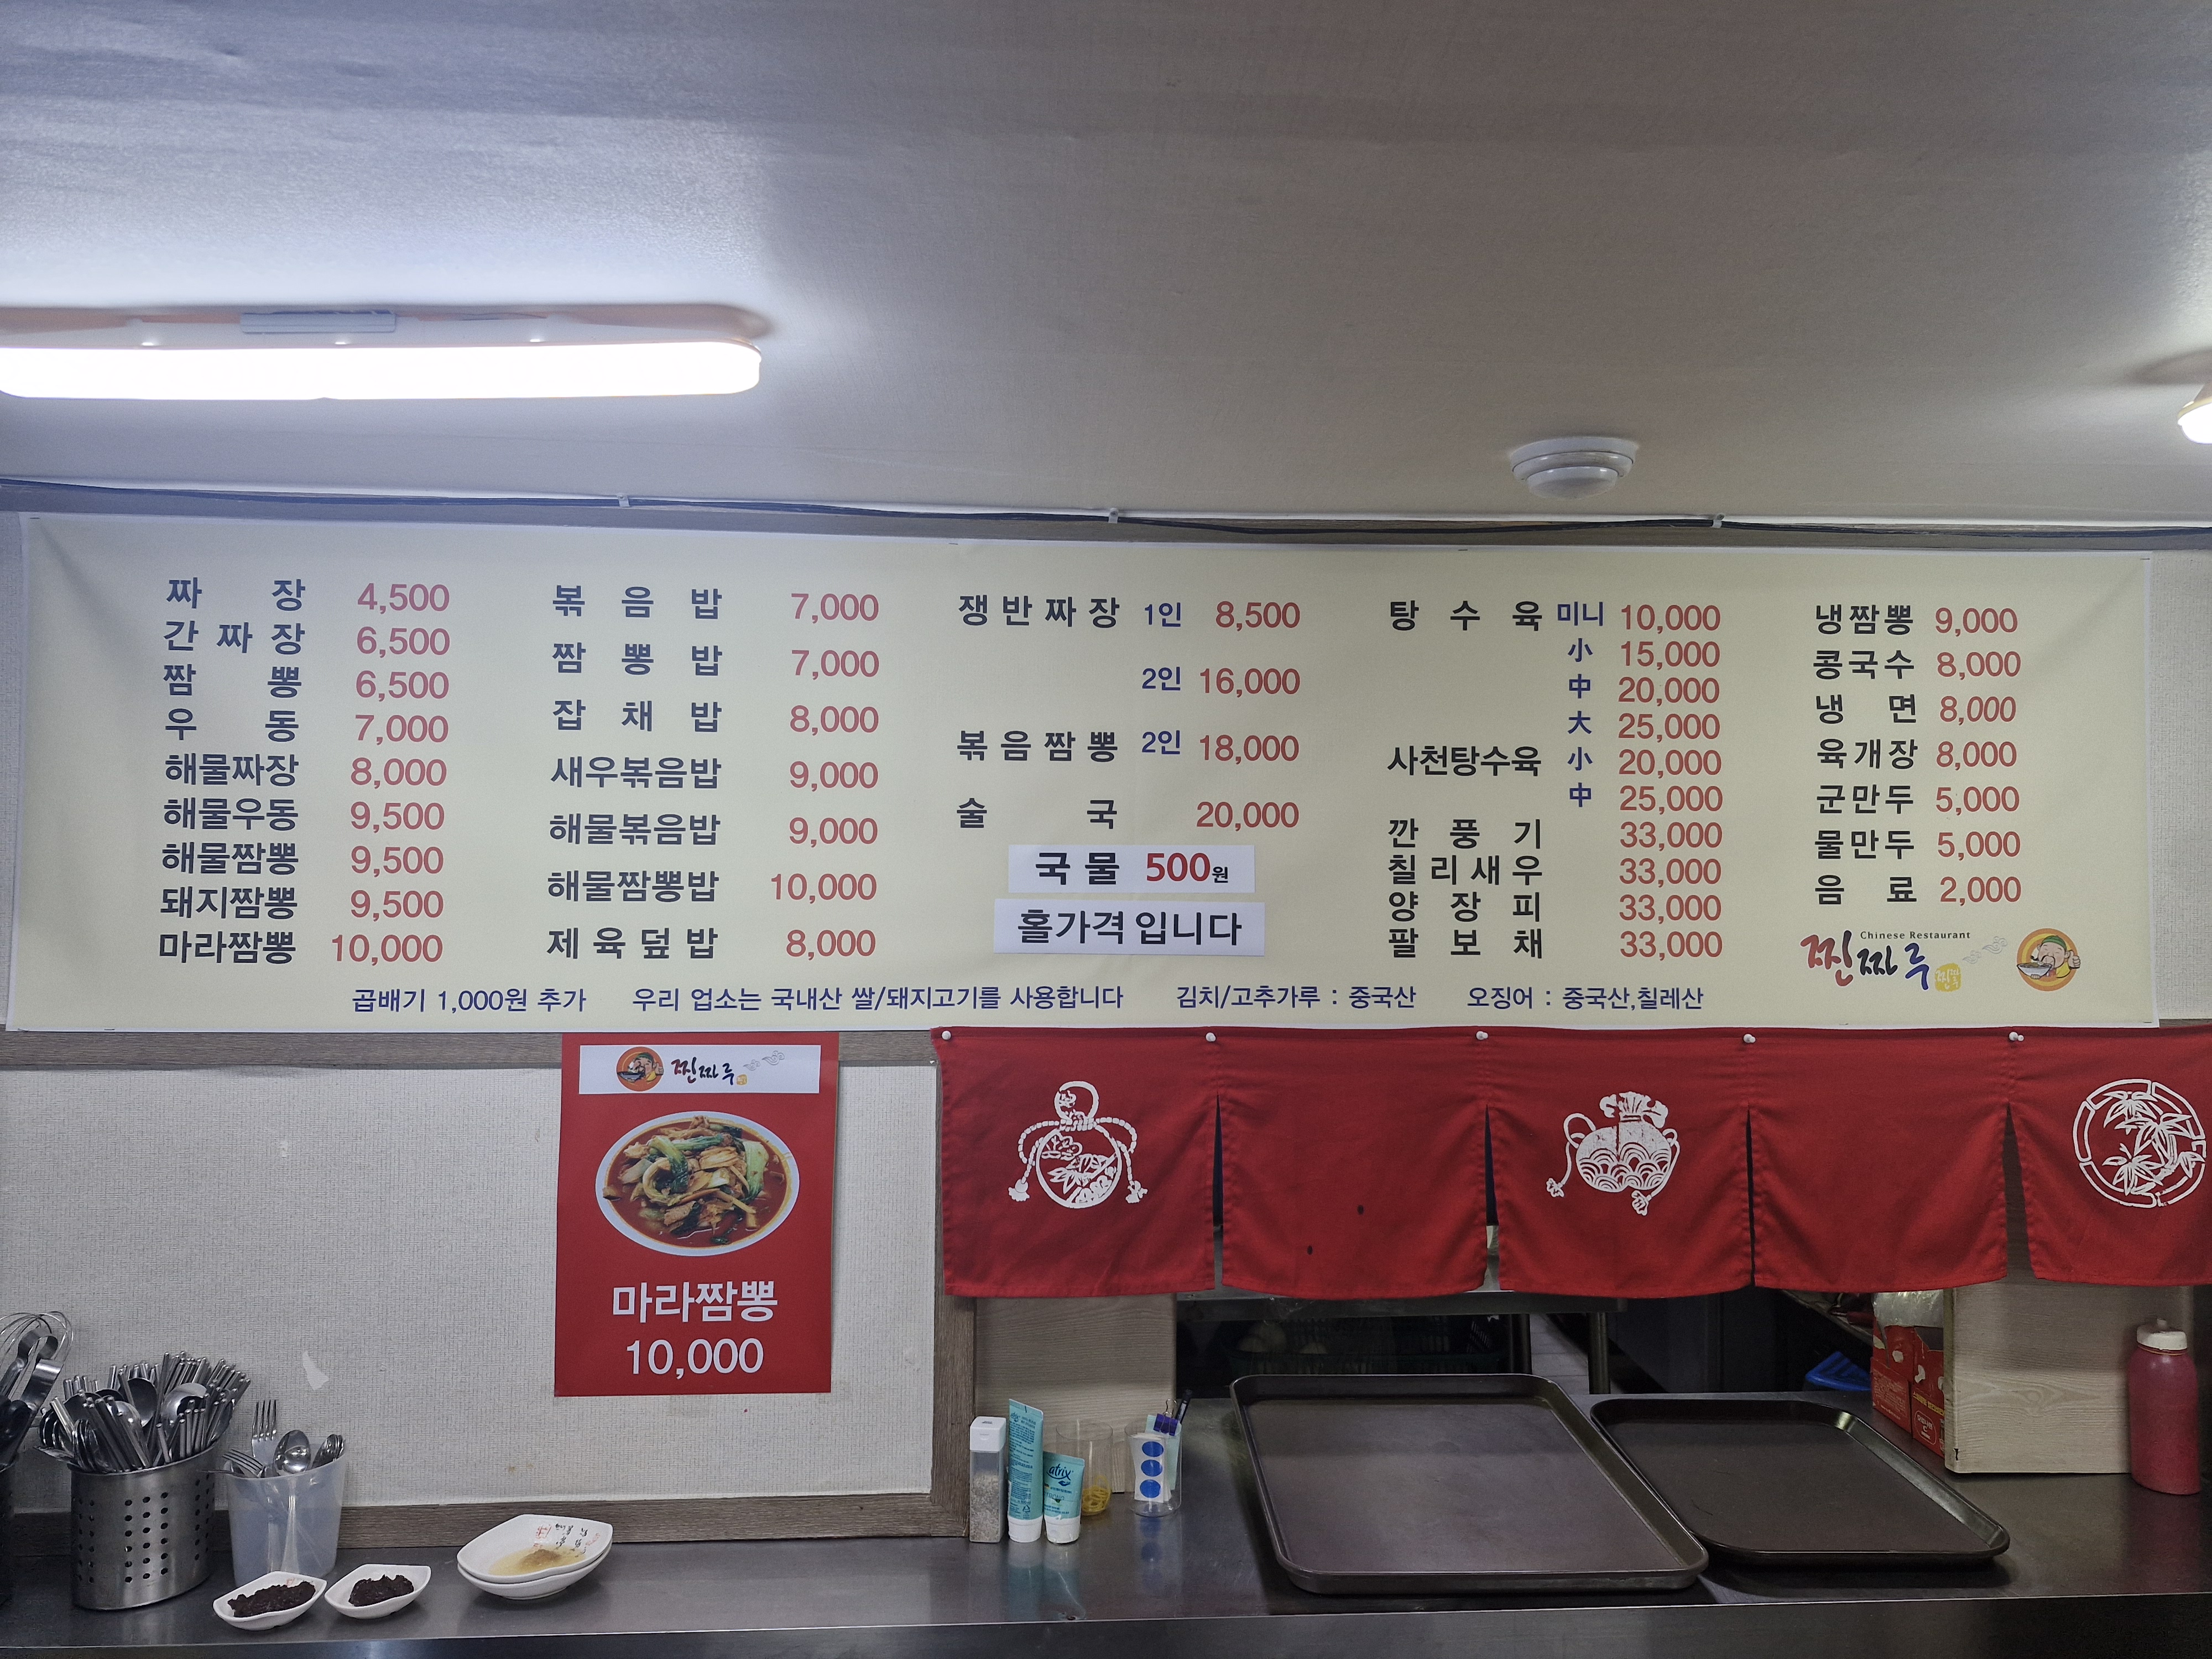 짜장 4,500
간짜장 6,500
짬뽕 6,500
우동 7,000
해물짜장 8,000
해물우동 9,500
해물짬뽕 9,500
돼지짬뽕 9,500
마라짬뽕 10,000
볶음밥 7,000
짬뽕밥 7,000
잡채밥 8,000
새우볶음밥 9,000
해물볶음밥 9,000
해물짬뽕밥 10,000
제육덮밥 8,000
쟁반짜장 1인 8,500
2인 16,000
볶음짬뽕 2인 18,000
술국 20,000
국물 500원
홀가격입니다
탕수육 미니 10,000
小 15,000
中 20,000
大 25,000
사천탕수육 小 20,000
中 25,000
깐풍기 33,000
칠리새우 33,000
양장피 33,000
팔보채 33,000
냉짬뽕 9,000
콩국수 8,000
냉면 8,000
육개장 8,000
군만두 5,000
물만두 5,000
음료 2,000
Chinese Restaurant
찐짜루
곱배기 1,000원 추가 우리 업소는 국내산 쌀/돼지고기를 사용합니다 김치/고추가루 : 중국산 오징어 : 중국산,칠레산
찐짜루
마라짬뽕
10,000
atrix